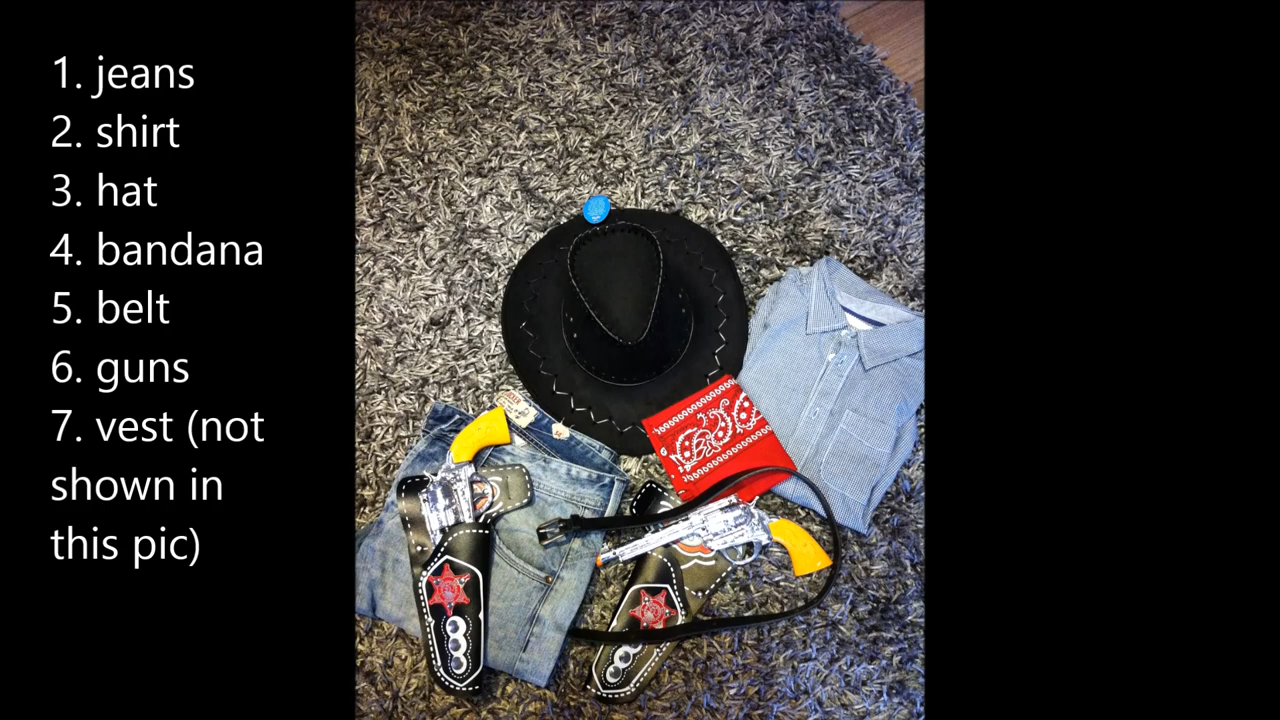 1. jeans
2. shirt
3. hat
4. bandana
5. belt
6. guns
7. vest (not
shown in
this pic)